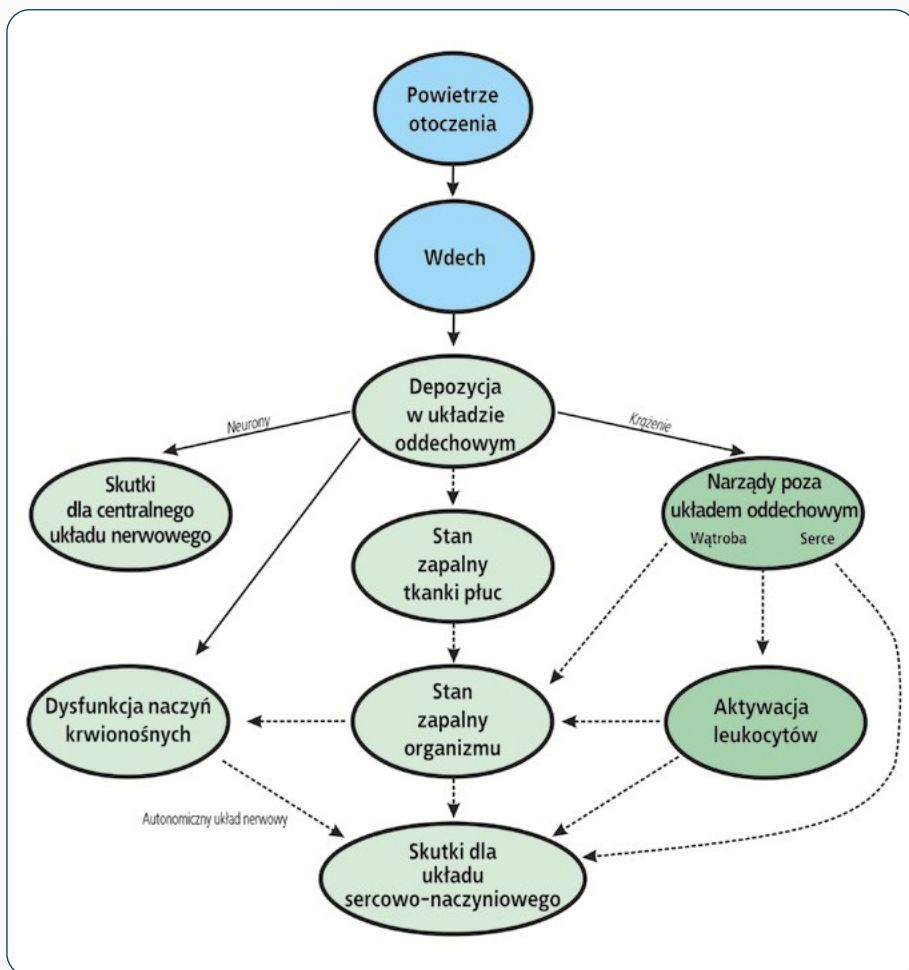 Powietrze
otoczenia
Wdech
Depozycja
w układzie
oddechowym
Neurony
Krążenie
Skutki
dla centralnego
układu nerwowego
Narządy poza
układem oddechowym
Wątroba Serce
Stan
zapalny
tkanki płuc
Dysfunkcja naczyń
krwionośnych
Stan
zapalny
organizmu
Aktywacja
leukocytów
Autonomiczny układ nerwowy
Skutki dla
układu
sercowo-naczyniowego